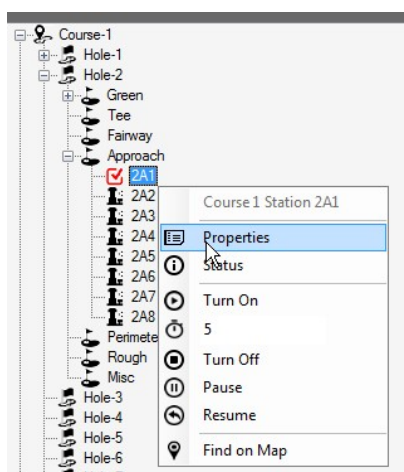 Course-1
Hole-1
Hole-2
Green
Tee
Fairway
Approach
2A1
2A2
2A3
2A4
2A5
2A6
2A7
2A8
Perimete
Rough
Misc
Hole-3
Hole-4
Hole-5
Hole-6
Course 1 Station 2A1
Properties
Status
Turn On
5
Turn Off
Pause
Resume
Find on Map